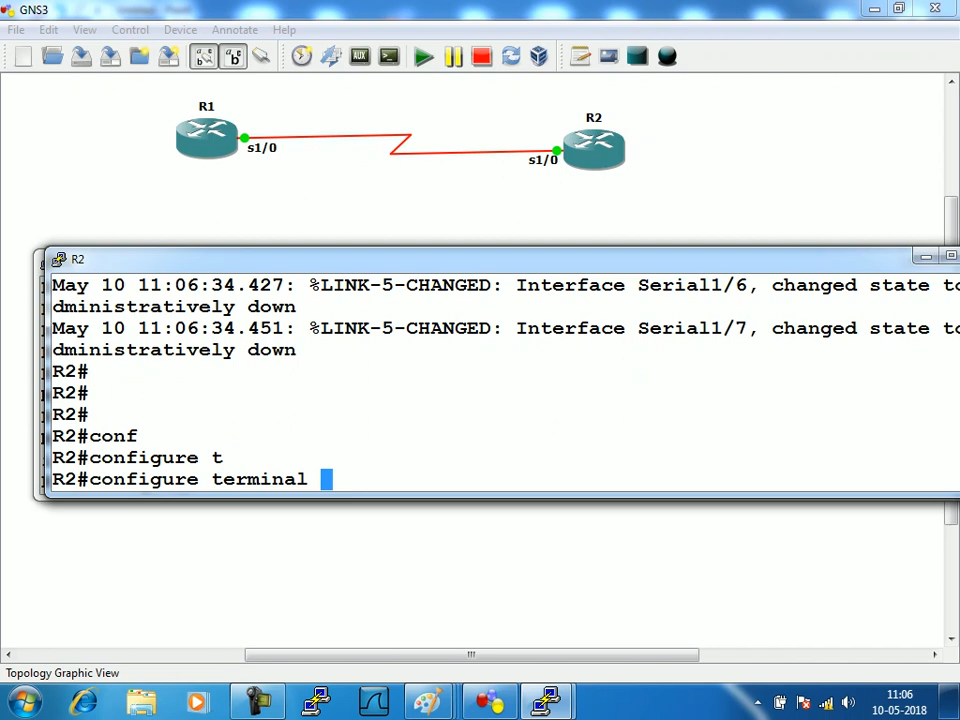 GNS3
File Edit View Control Device Annotate Help
R1
R2
s1/0
s1/0
R2
May 10 11:06:34.427: %LINK-5-CHANGED: Interface Serial1/6, changed state to
dministratively down
May 10 11:06:34.451: %LINK-5-CHANGED: Interface Serial1/7, changed state to
dministratively down
R2#
R2#
R2#
R2#conf
R2#configure t
R2#configure terminal
Topology Graphic View
11:06
10-05-2018